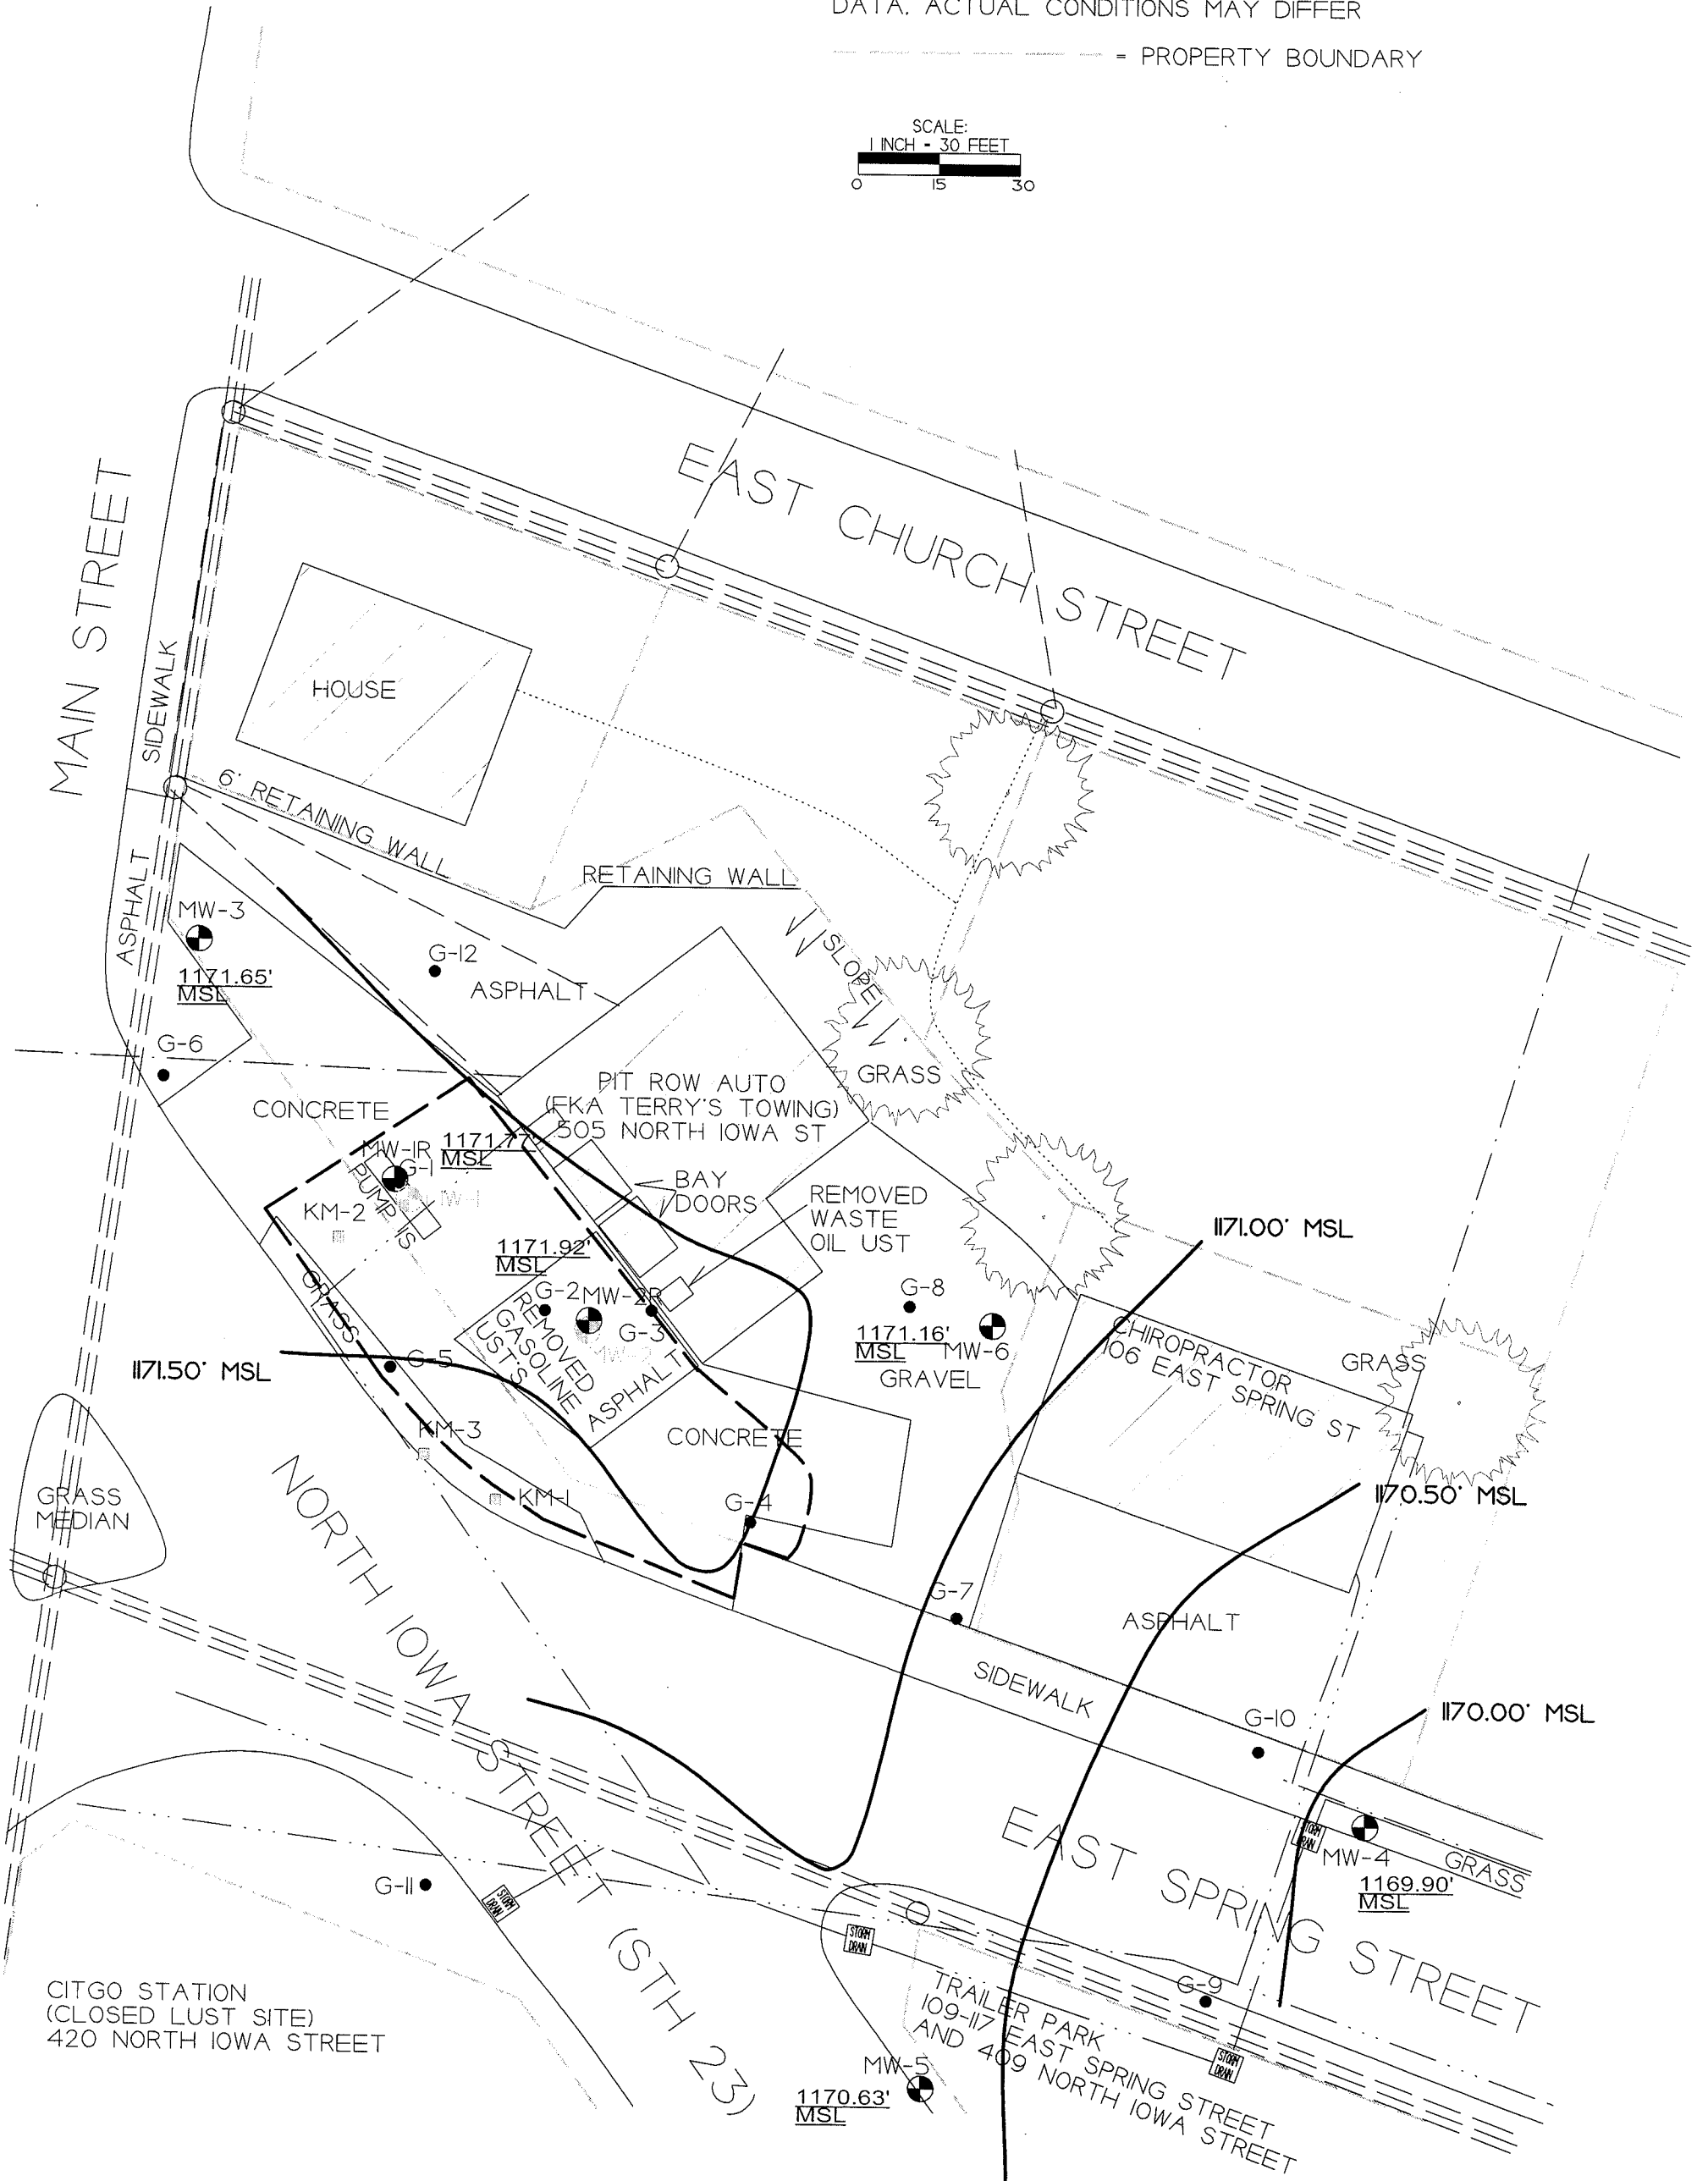 DATA. ACTUAL CONDITIONS MAY DIFFER
= PROPERTY BOUNDARY
SCALE:
1 INCH - 30 FEET
0 15 30
EAST CHURCH STREET
MAIN STREET
SIDEWALK
HOUSE
6' RETAINING WALL
RETAINING WALL
ASPHALT
MW-3
1171.65'
MSL
G-12
ASPHALT
SLOPE
G-6
GRASS
CONCRETE
PIT ROW AUTO
(FKA TERRY'S TOWING)
505 NORTH IOWA ST
MW-1R
1171.77'
MSL
G-1
PUMP IS
KM-2
BAY
DOORS
REMOVED
WASTE
OIL UST
1171.00' MSL
1171.92'
MSL
GRASS
G-2
MW-2R
G-3
REMOVED
GASOLINE
UST'S
ASPHALT
G-8
1171.16'
MSL
MW-6
GRAVEL
CHIROPRACTOR
106 EAST SPRING ST
GRASS
1171.50' MSL
G-5
KM-3
CONCRETE
KM-1
G-4
1170.50' MSL
GRASS
MEDIAN
NORTH IOWA STREET (STH 23)
G-7
ASPHALT
SIDEWALK
G-10
1170.00' MSL
EAST SPRING STREET
STORM
DRAIN
MW-4
1169.90'
MSL
GRASS
G-11
STORM
DRAIN
STORM
DRAIN
G-9
CITGO STATION
(CLOSED LUST SITE)
420 NORTH IOWA STREET
TRAILER PARK
109-117 EAST SPRING STREET
AND 409 NORTH IOWA STREET
STORM
DRAIN
MW-5
1170.63'
MSL